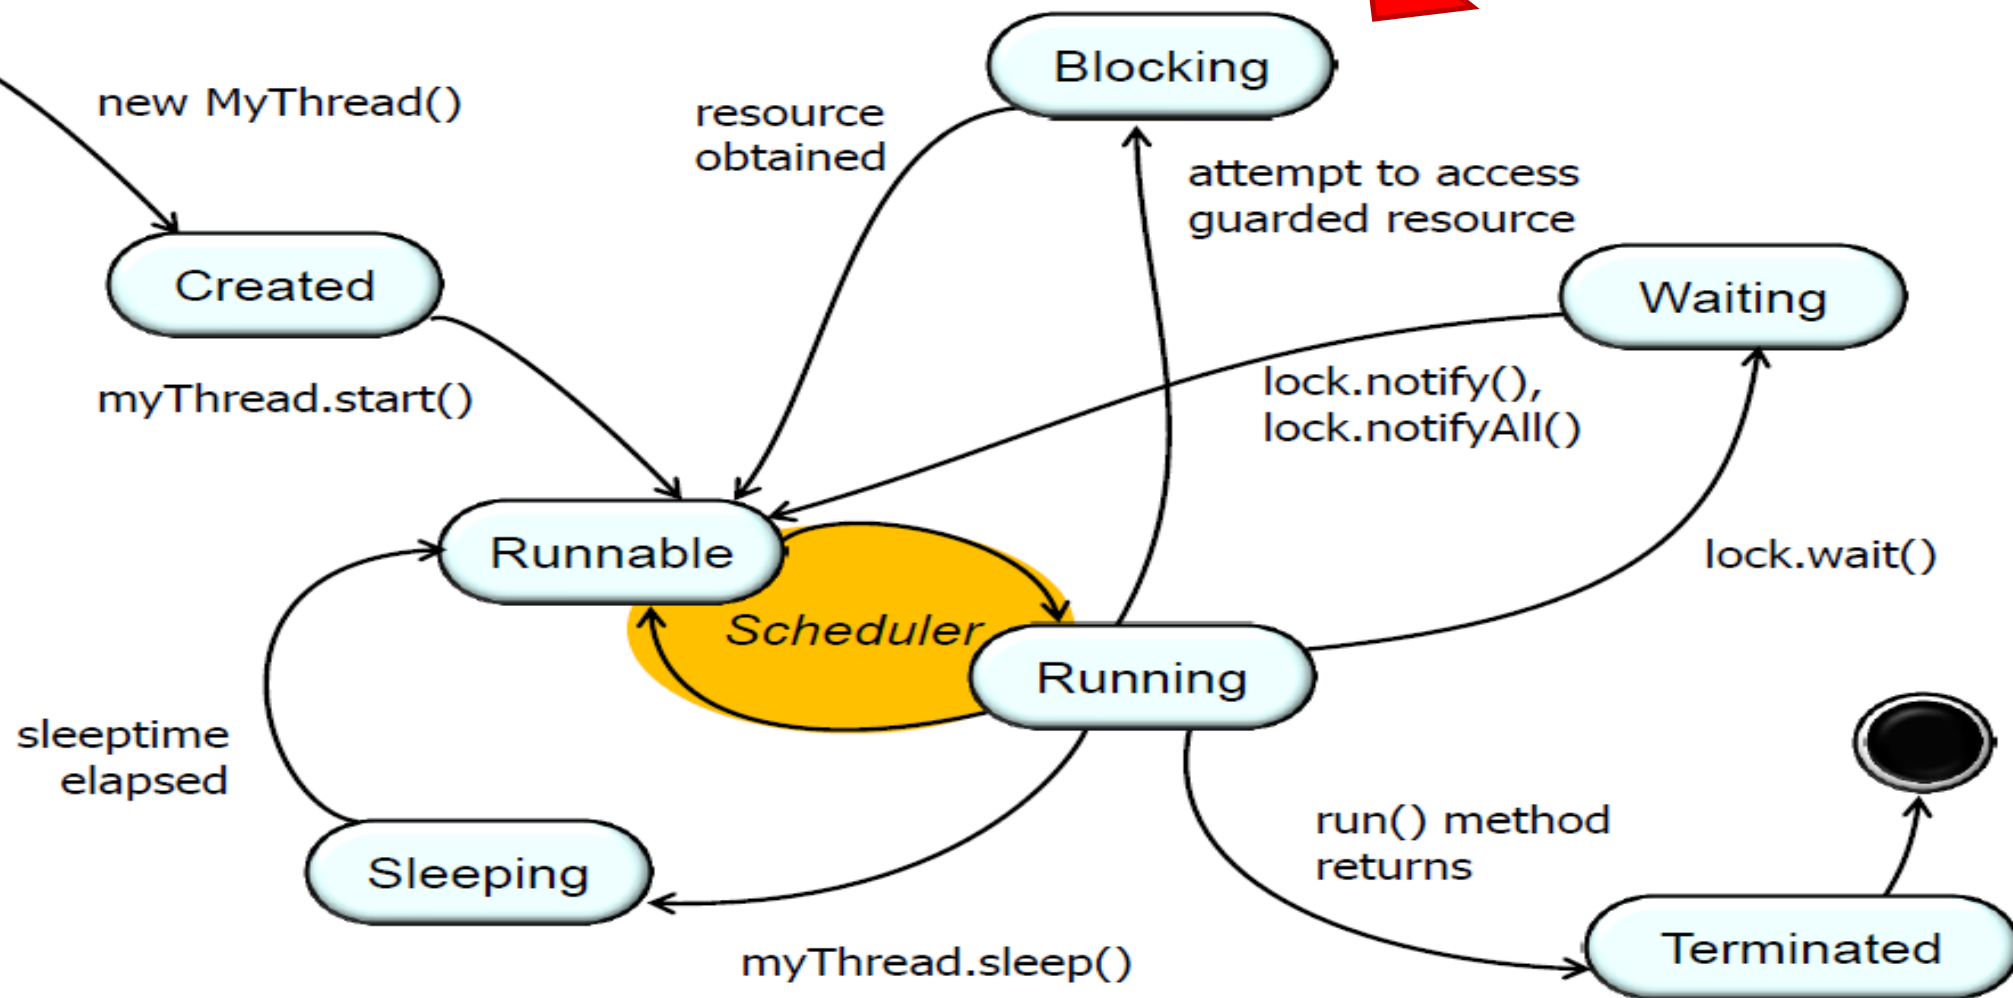 Blocking
new MyThread()
resource
obtained
attempt to access
guarded resource
Created
Waiting
myThread.start()
lock.notify(),
lock.notifyAll()
Runnable
lock.wait()
Scheduler
Running
sleeptime
elapsed
run() method
returns
Sleeping
Terminated
myThread.sleep()